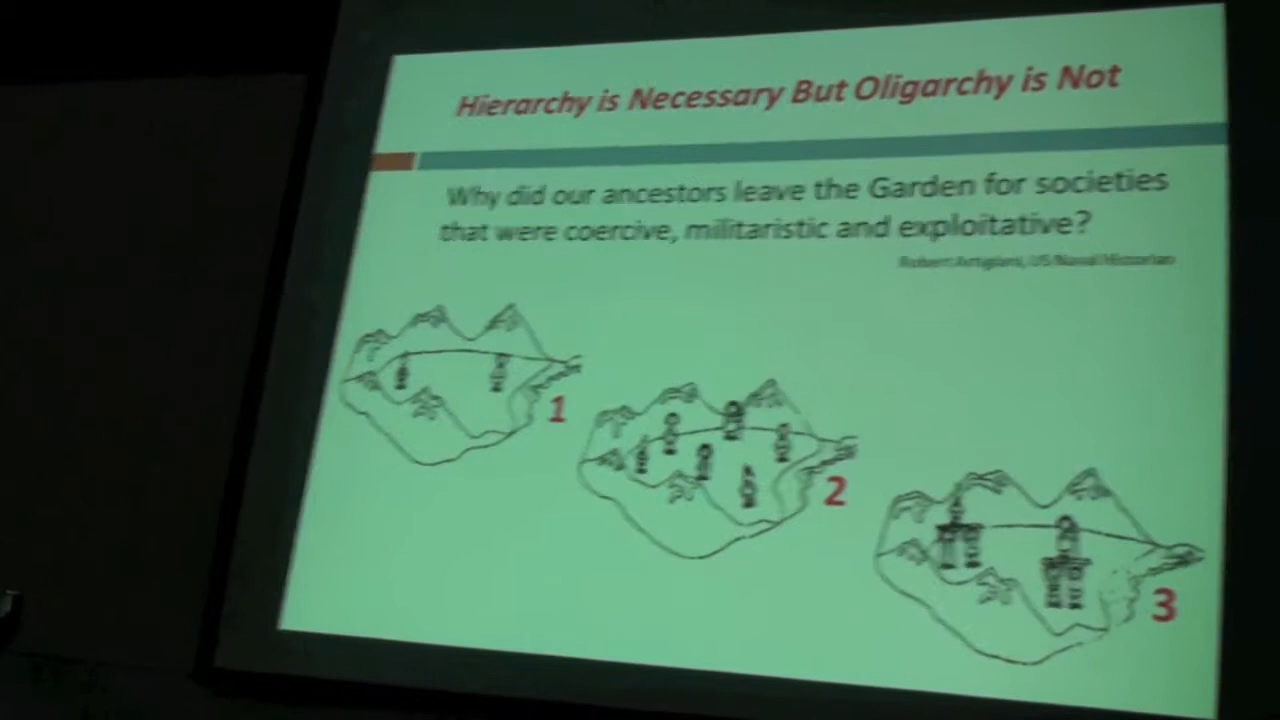 Hierarchy is Necessary But Oligarchy is Not
Why did our ancestors leave the Garden for societies
that were coercive, militaristic and exploitative?
Robert Artigiani, US Naval Historian
1
2
3